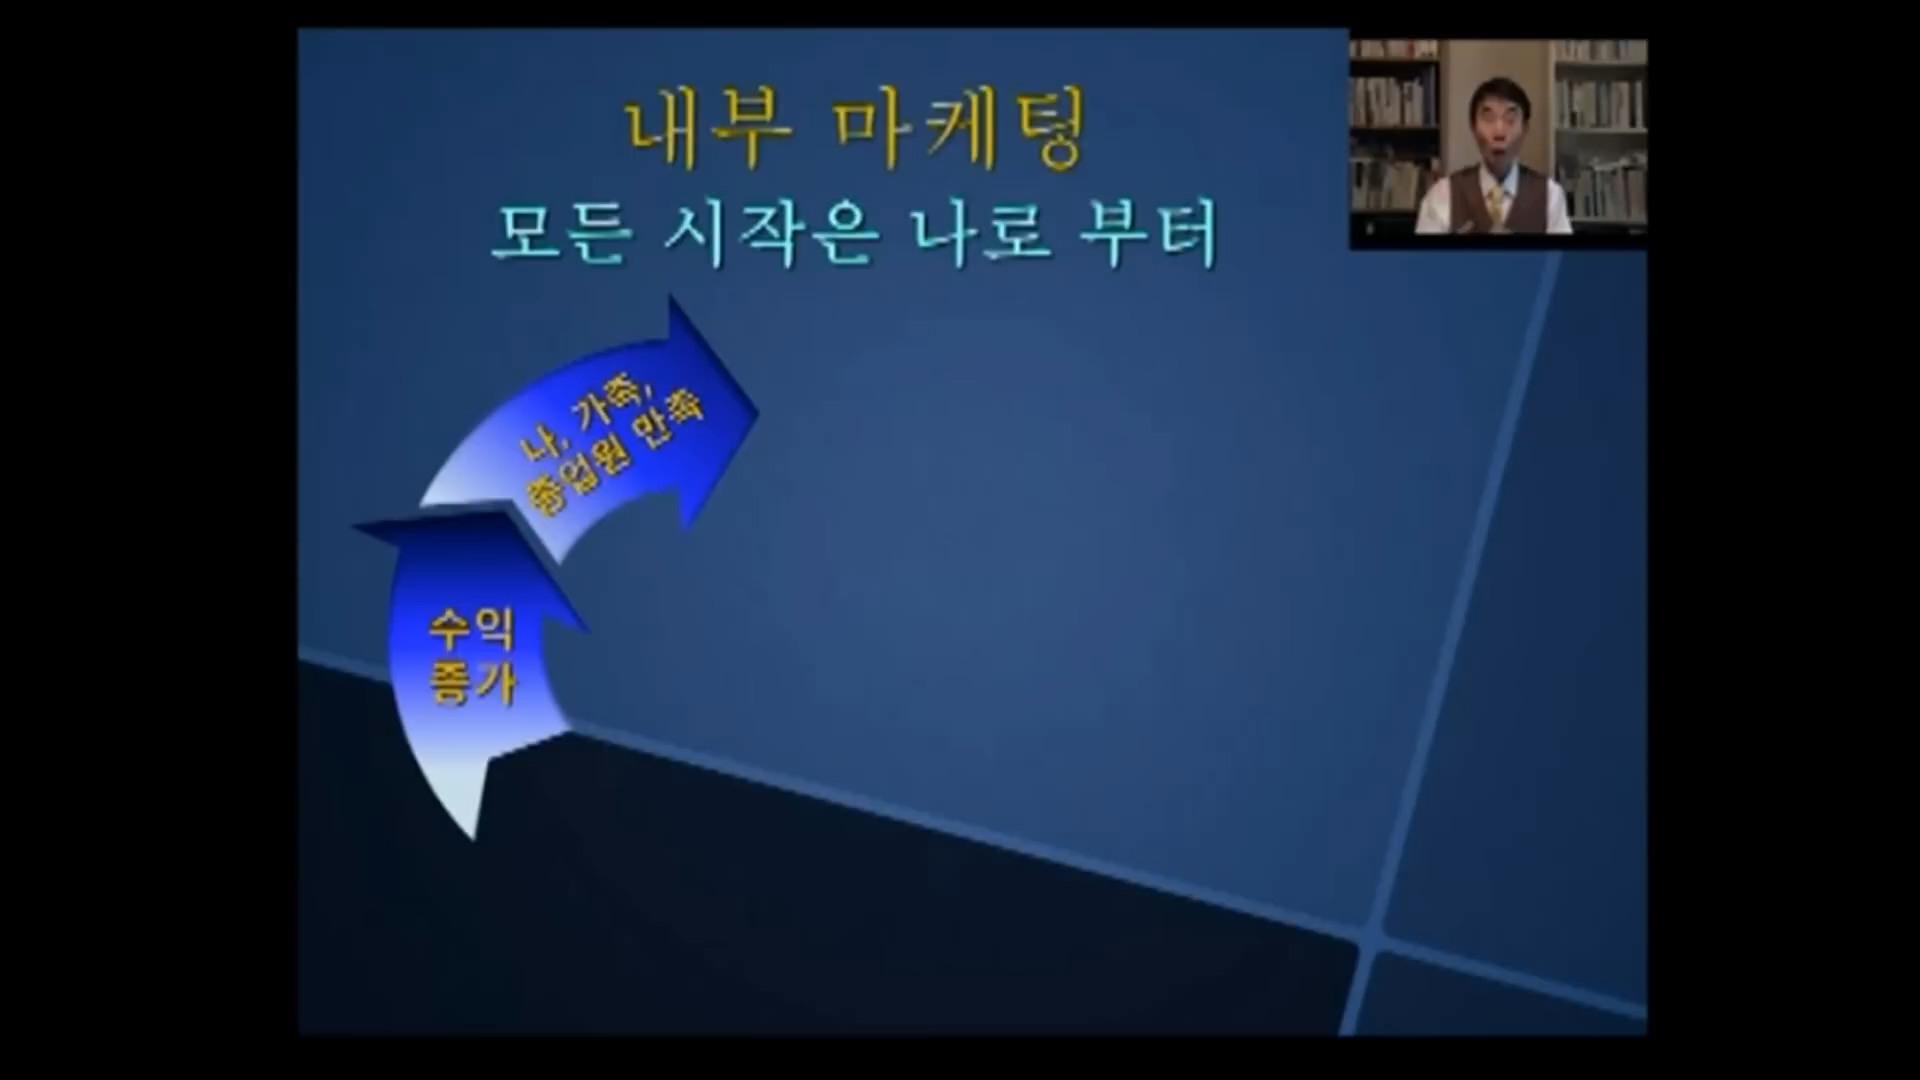 내부 마케팅
모든 시작은 나로 부터
나, 가족,
종업원 만족
수익
증가